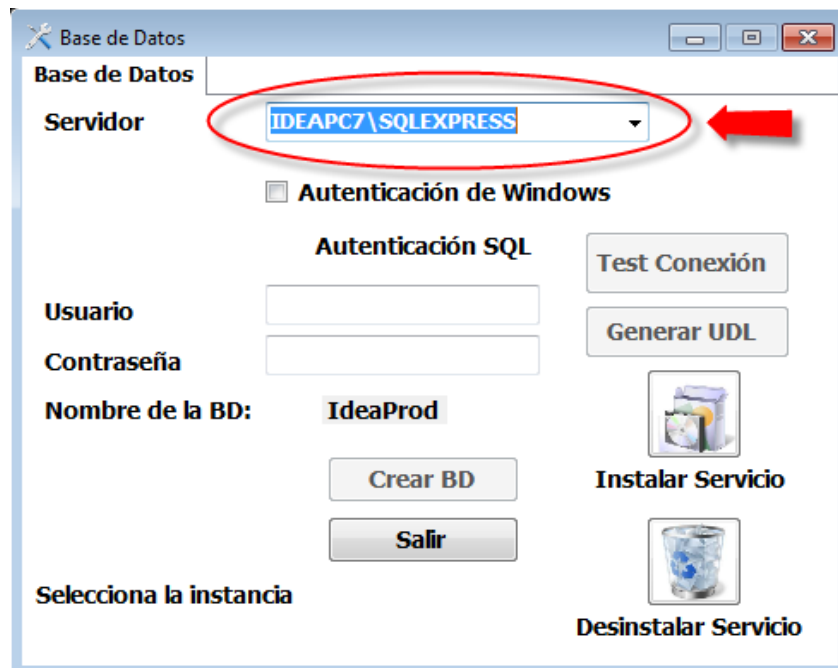 Base de Datos
Base de Datos
Servidor
IDEAPC7\SQLEXPRESS
Autenticación de Windows
Autenticación SQL
Test Conexión
Usuario
Generar UDL
Contraseña
Nombre de la BD:
IdeaProd
Crear BD
Instalar Servicio
Salir
Selecciona la instancia
Desinstalar Servicio